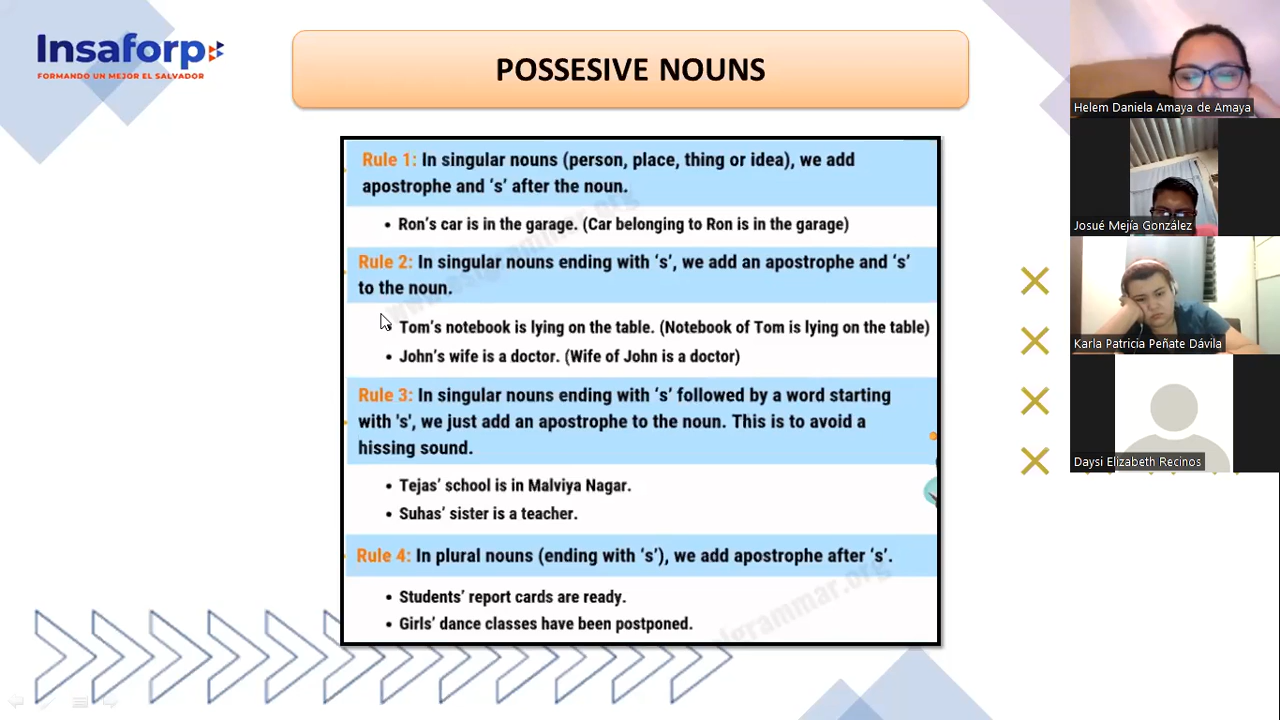 Insaforp
FORMANDO UN MEJOR EL SALVADOR
POSSESIVE NOUNS
Rule 1: In singular nouns (person, place, thing or idea), we add
apostrophe and ‘s’ after the noun.
• Ron’s car is in the garage. (Car belonging to Ron is in the garage)
Rule 2: In singular nouns ending with ‘s’, we add an apostrophe and ‘s’
to the noun.
Tom’s notebook is lying on the table. (Notebook of Tom is lying on the table)
• John’s wife is a doctor. (Wife of John is a doctor)
Rule 3: In singular nouns ending with ‘s’ followed by a word starting
with 's', we just add an apostrophe to the noun. This is to avoid a
hissing sound.
• Tejas’ school is in Malviya Nagar.
• Suhas’ sister is a teacher.
Rule 4: In plural nouns (ending with ‘s’), we add apostrophe after ‘s’.
• Students’ report cards are ready.
• Girls’ dance classes have been postponed.
Helem Daniela Amaya de Amaya
Josué Mejía González
Karla Patricia Peñate Dávila
Daysi Elizabeth Recinos